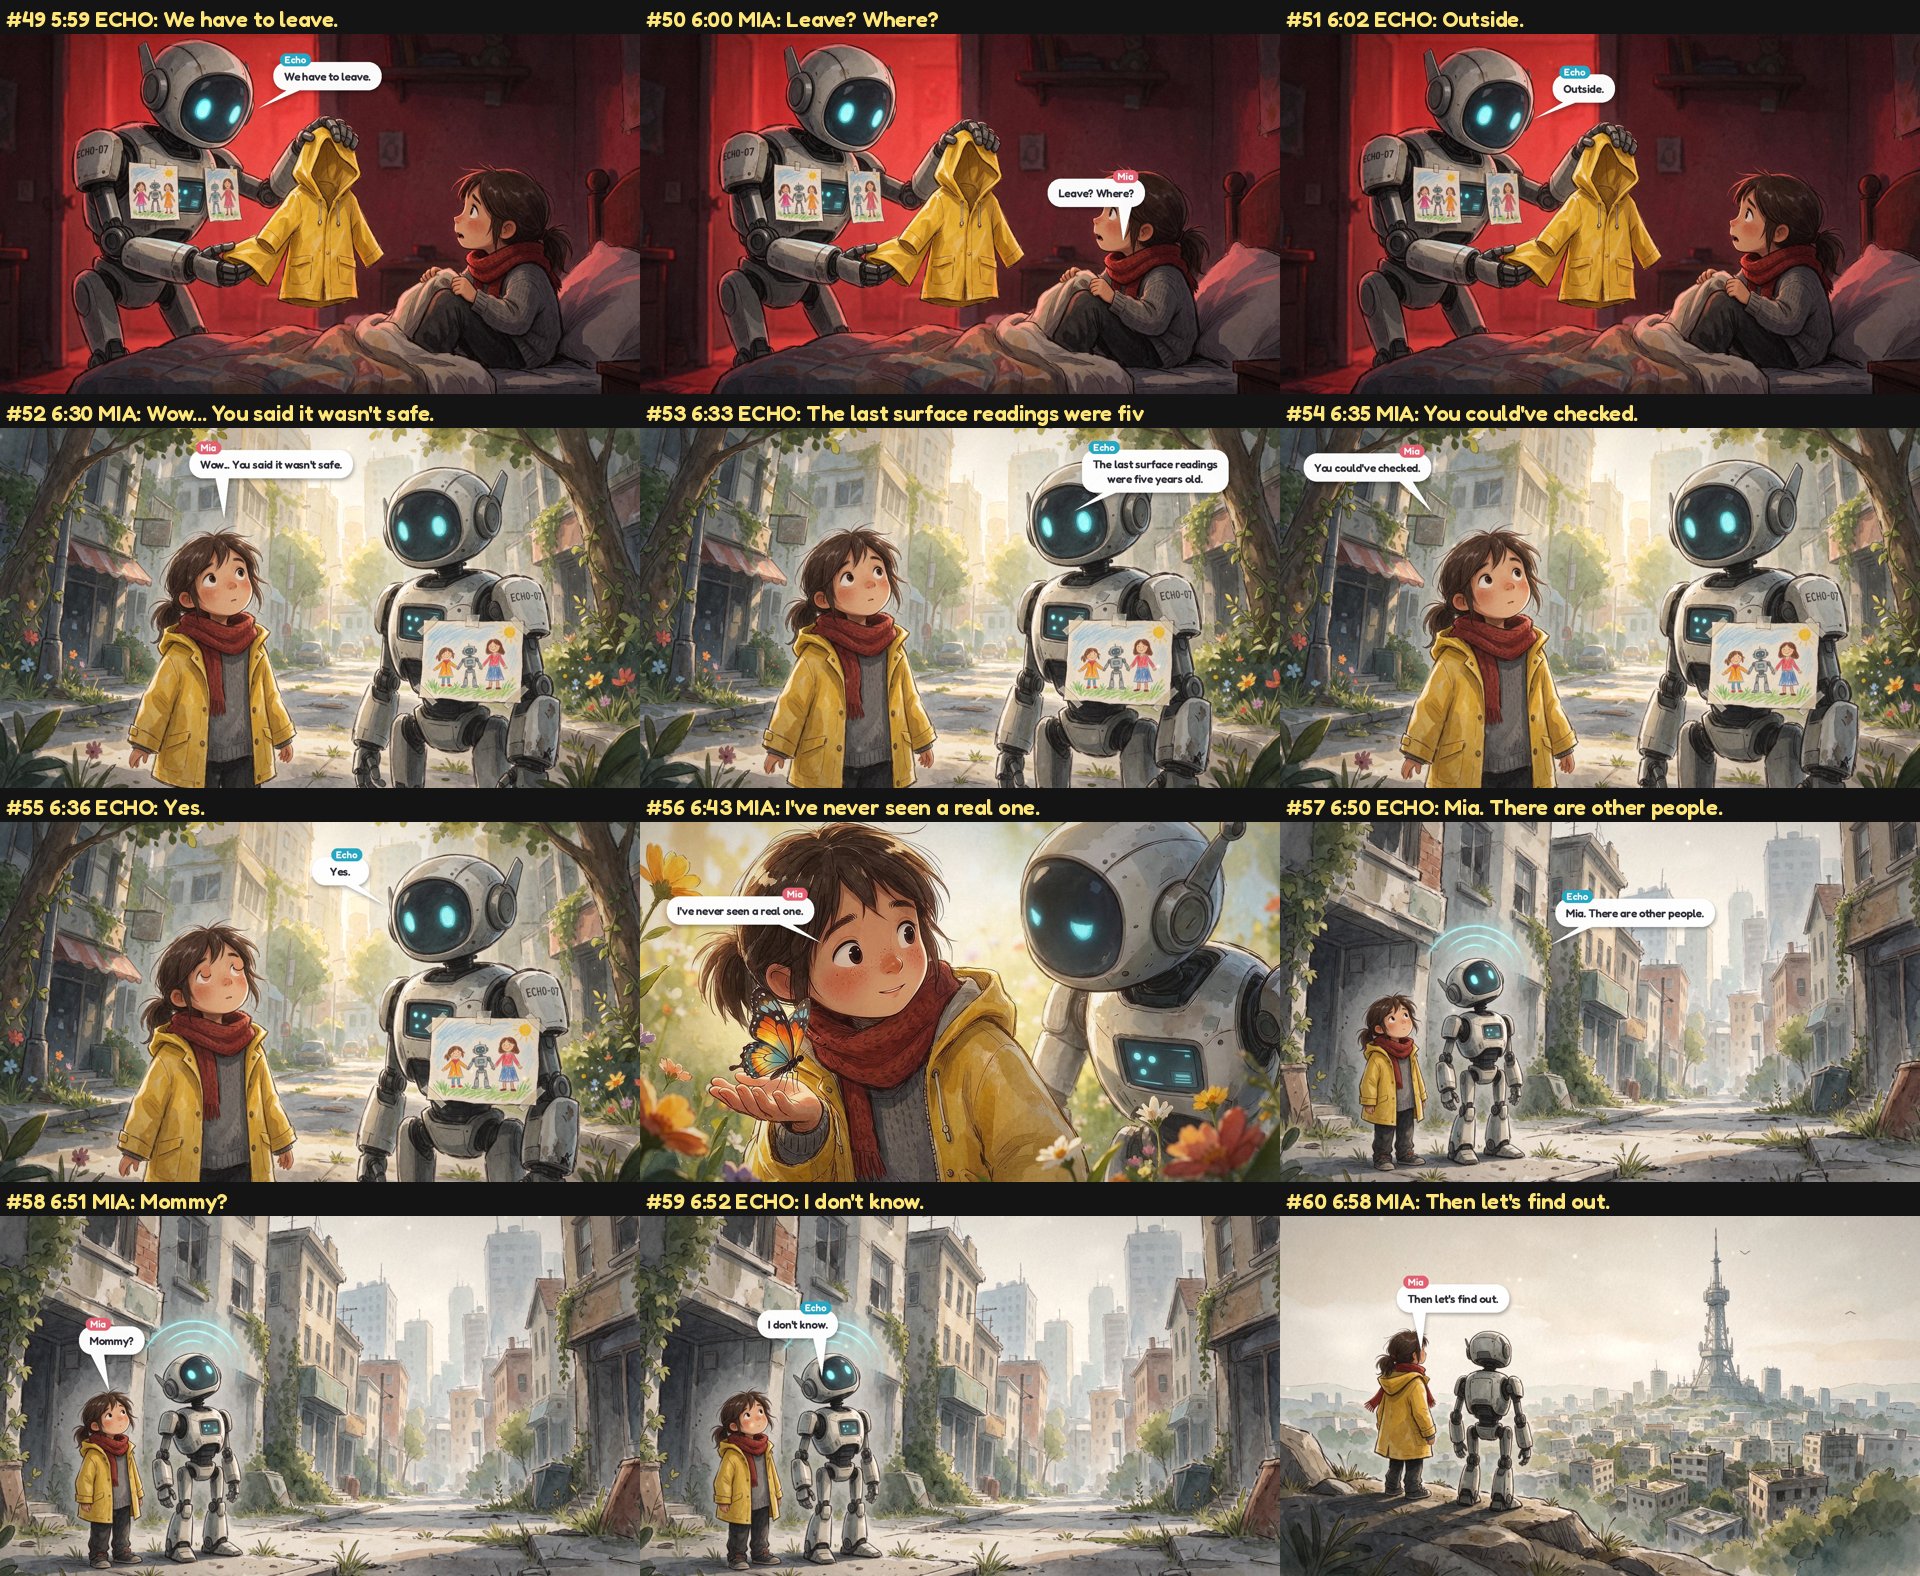 #49 5:59 ECHO: We have to leave.
Echo
We have to leave.
ECHO-07
#50 6:00 MIA: Leave? Where?
Mia
Leave? Where?
ECHO-07
#51 6:02 ECHO: Outside.
Echo
Outside.
ECHO-07
#52 6:30 MIA: Wow... You said it wasn't safe.
Mia
Wow... You said it wasn't safe.
ECHO-07
#53 6:33 ECHO: The last surface readings were fiv
Echo
The last surface readings
were five years old.
ECHO-07
#54 6:35 MIA: You could've checked.
Mia
You could've checked.
ECHO-07
#55 6:36 ECHO: Yes.
Echo
Yes.
ECHO-07
#56 6:43 MIA: I've never seen a real one.
Mia
I've never seen a real one.
#57 6:50 ECHO: Mia. There are other people.
Echo
Mia. There are other people.
#58 6:51 MIA: Mommy?
Mia
Mommy?
#59 6:52 ECHO: I don't know.
Echo
I don't know.
#60 6:58 MIA: Then let's find out.
Mia
Then let's find out.